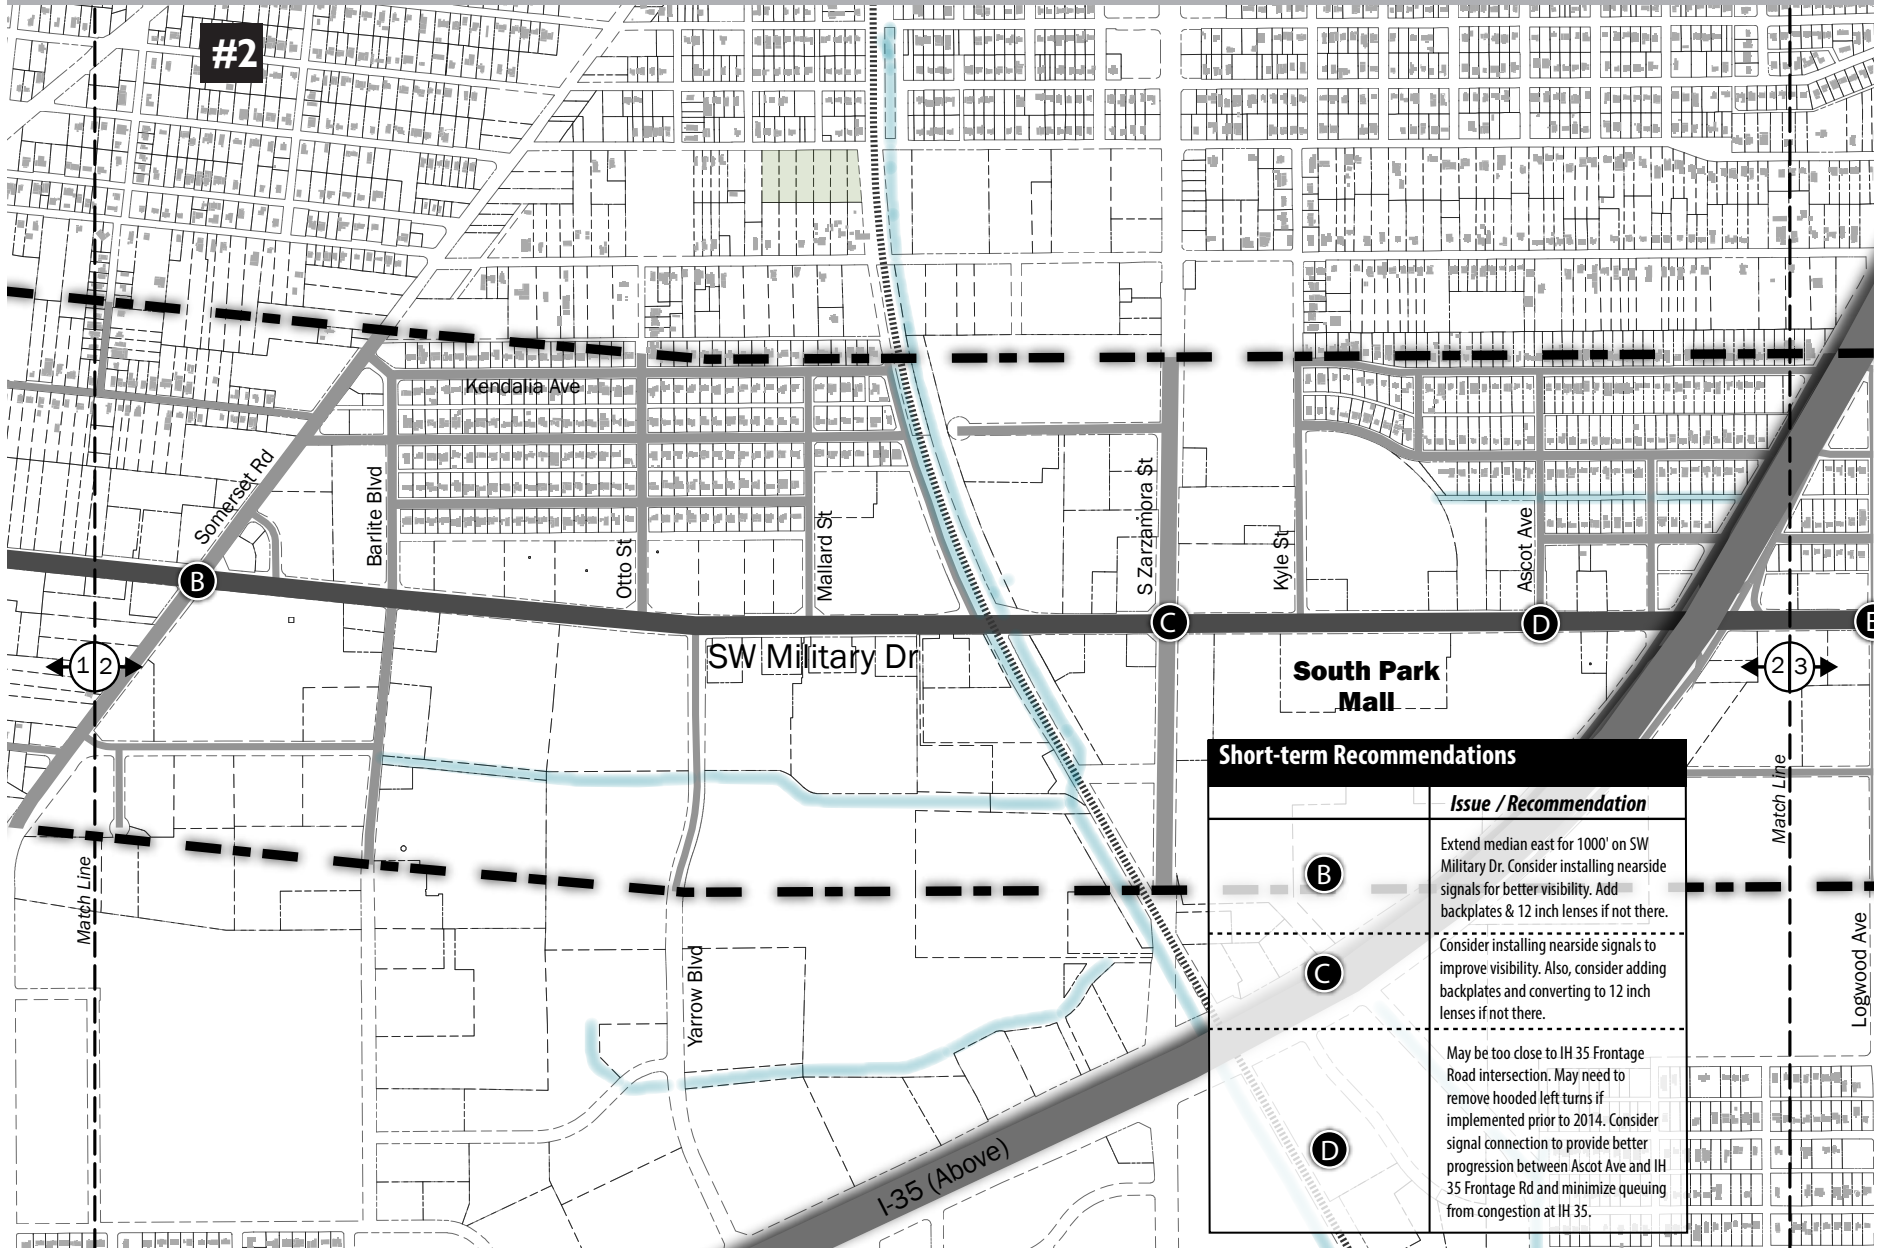 #2
Kendalia Ave
Somerset Rd
Barlite Blvd
Otto St
Mallard St
S Zarzamora St
Kyle St
Ascot Ave
B
C
D
E
1 2
SW Military Dr
South Park
Mall
2 3
Match Line
Match Line
Yarrow Blvd
Logwood Ave
I-35 (Above)
Short-term Recommendations
Issue / Recommendation
B
Extend median east for 1000' on SW
Military Dr. Consider installing nearside
signals for better visibility. Add
backplates & 12 inch lenses if not there.
C
Consider installing nearside signals to
improve visibility. Also, consider adding
backplates and converting to 12 inch
lenses if not there.
D
May be too close to IH 35 Frontage
Road intersection. May need to
remove hooded left turns if
implemented prior to 2014. Consider
signal connection to provide better
progression between Ascot Ave and IH
35 Frontage Rd and minimize queuing
from congestion at IH 35.